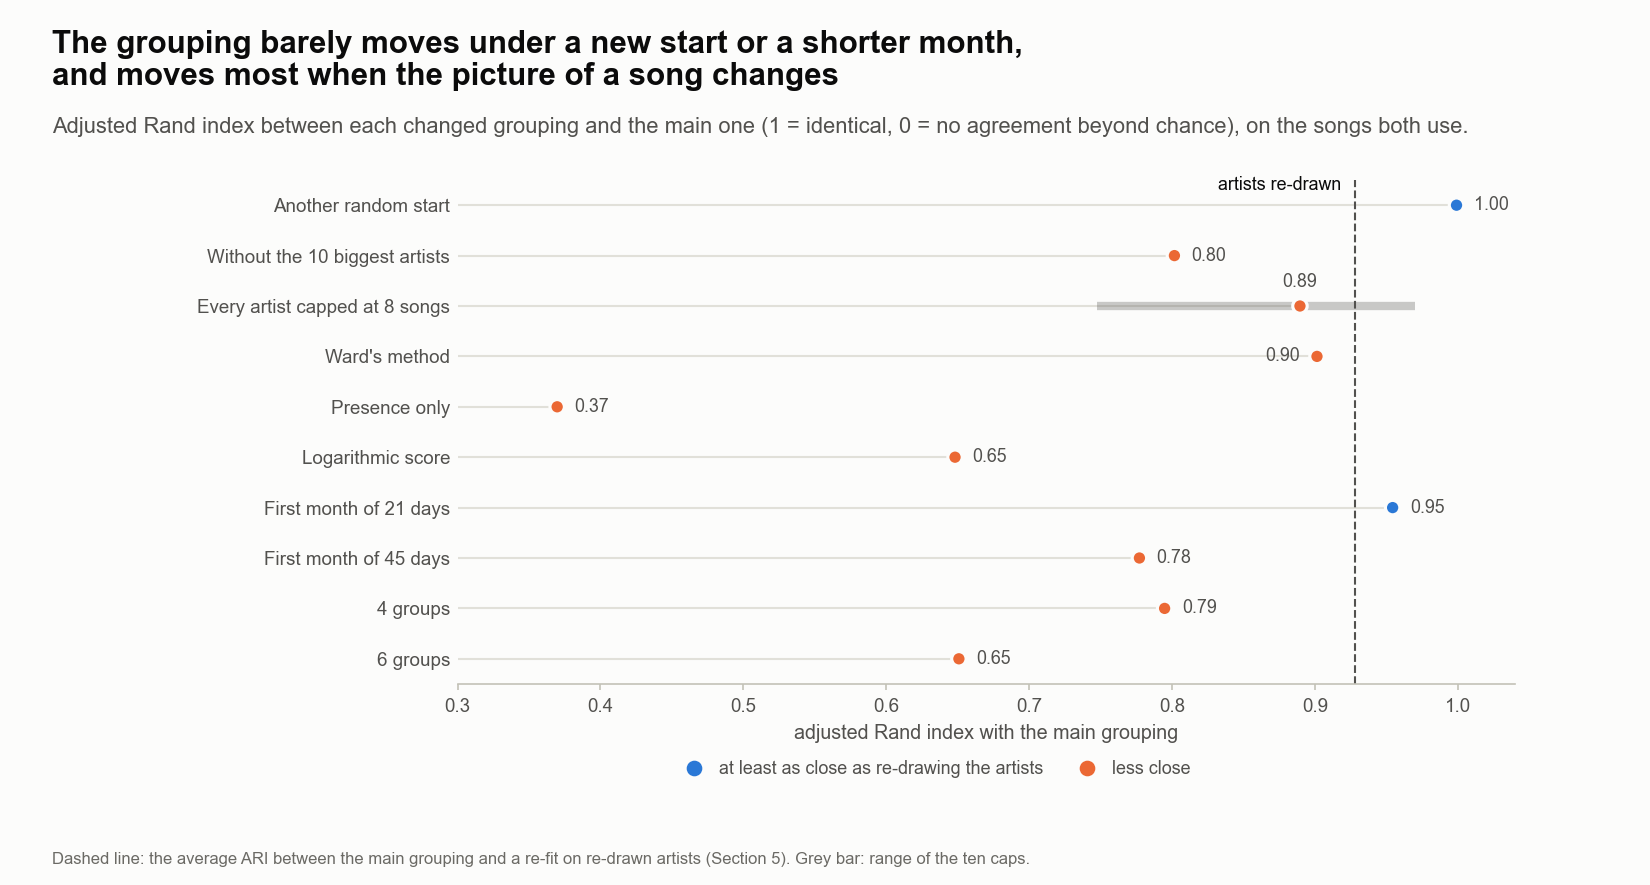 The grouping barely moves under a new start or a shorter month,
and moves most when the picture of a song changes
Adjusted Rand index between each changed grouping and the main one (1 = identical, 0 = no agreement beyond chance), on the songs both use.
artists re-drawn
Another random start 1.00
Without the 10 biggest artists 0.80
0.89
Every artist capped at 8 songs
Ward's method 0.90
Presence only 0.37
Logarithmic score 0.65
First month of 21 days 0.95
First month of 45 days 0.78
4 groups 0.79
6 groups 0.65
0.3 0.4 0.5 0.6 0.7 0.8 0.9 1.0
adjusted Rand index with the main grouping
at least as close as re-drawing the artists less close
Dashed line: the average ARI between the main grouping and a re-fit on re-drawn artists (Section 5). Grey bar: range of the ten caps.